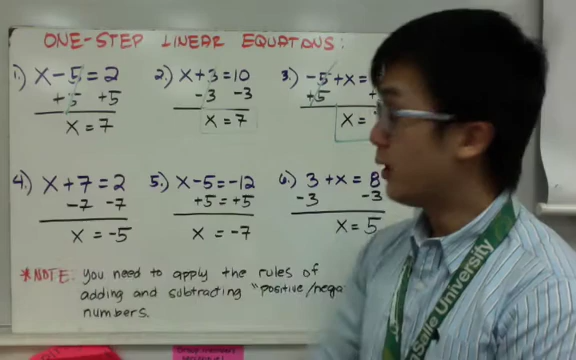 ONE-STEP LINEAR EQUATONS:
1.) x - 5 = 2
+5 +5
x = 7
2.) x + 3 = 10
-3 -3
x = 7
3.) -5 + x =
+5 +
x =
4.) x + 7 = 2
-7 -7
x = -5
5.) x - 5 = -12
+5 = +5
x = -7
6.) 3 + x = 8
-3 -3
x = 5
*NOTE: You need to apply the rules of
adding and subtracting "positive/nega
numbers.
Salle University